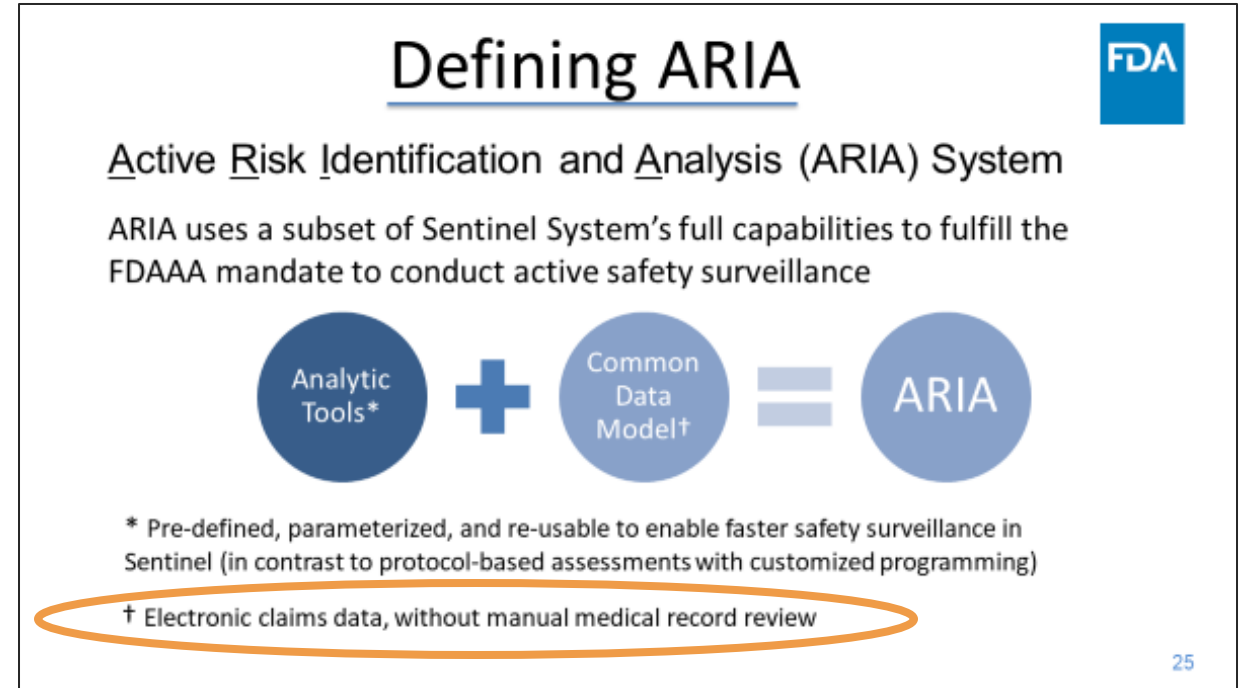 Defining ARIA
FDA
Active Risk Identification and Analysis (ARIA) System
ARIA uses a subset of Sentinel System's full capabilities to fulfill the
FDAAA mandate to conduct active safety surveillance
Analytic
Tools*
Common
Data
Model†
ARIA
* Pre-defined, parameterized, and re-usable to enable faster safety surveillance in
Sentinel (in contrast to protocol-based assessments with customized programming)
† Electronic claims data, without manual medical record review
25